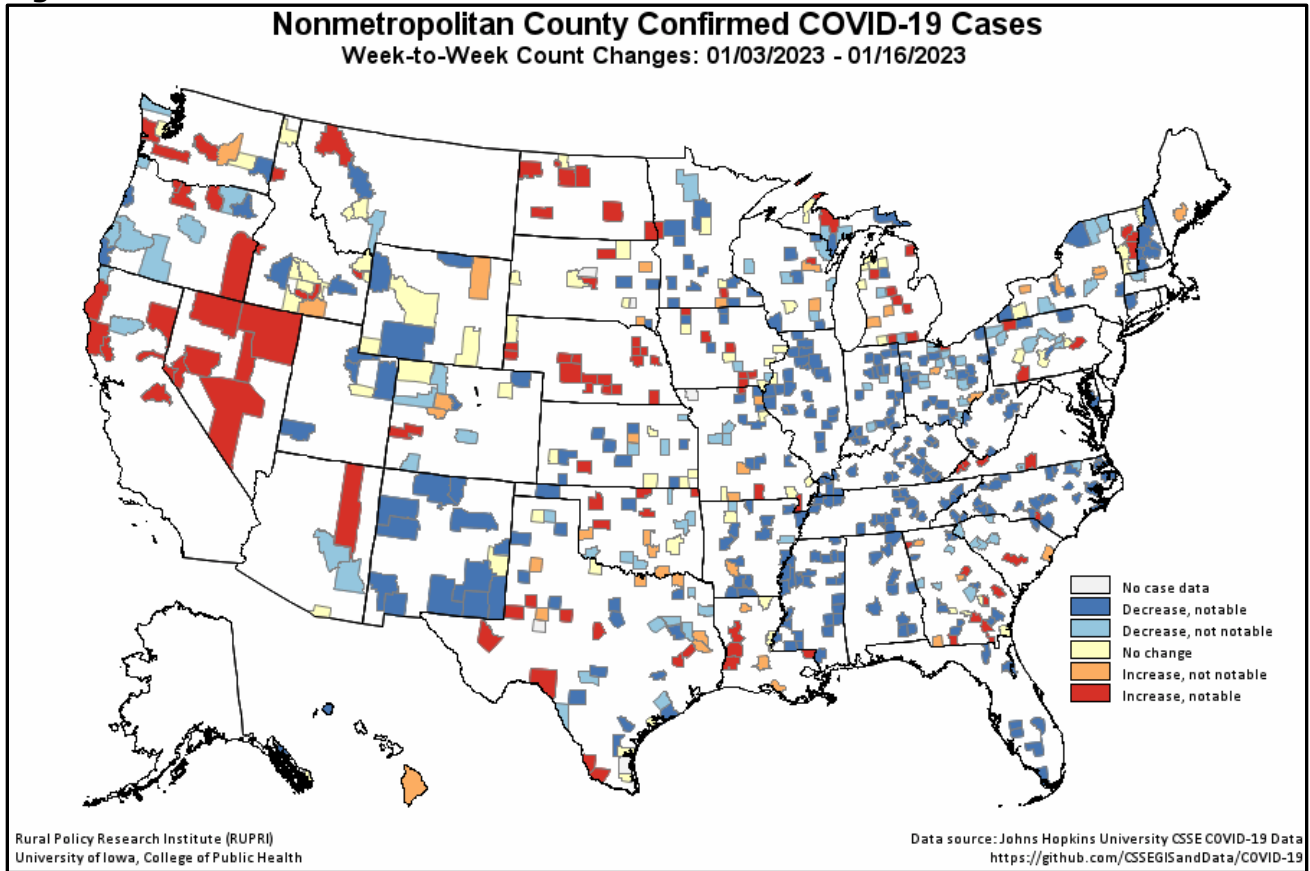 Nonmetropolitan County Confirmed COVID-19 Cases
Week-to-Week Count Changes: 01/03/2023 - 01/16/2023
No case data
Decrease, notable
Decrease, not notable
No change
Increase, not notable
Increase, notable
Rural Policy Research Institute (RUPRI)
University of Iowa, College of Public Health
Data source: Johns Hopkins University CSSE COVID-19 Data
https://github.com/CSSEGISandData/COVID-19